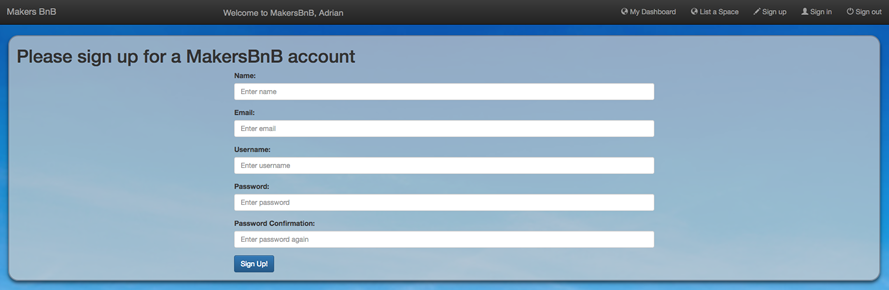 Makers BnB
Welcome to MakersBnB, Adrian
My Dashboard
List a Space
Sign up
Sign in
Sign out
Please sign up for a MakersBnB account
Name:
Enter name
Email:
Enter email
Username:
Enter username
Password:
Enter password
Password Confirmation:
Enter password again
Sign Up!